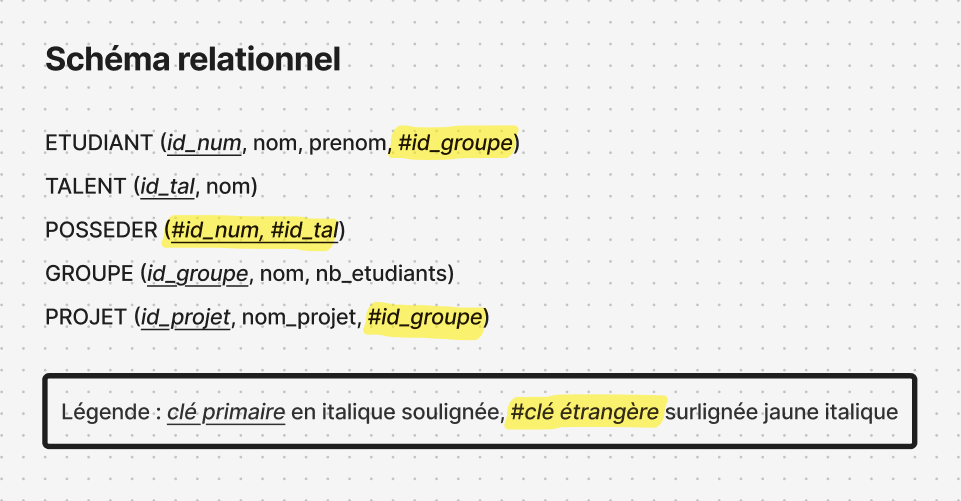 Schéma relationnel
ETUDIANT (id_num, nom, prenom, #id_groupe)
TALENT (id_tal, nom)
POSSEDER (#id_num, #id_tal)
GROUPE (id_groupe, nom, nb_etudiants)
PROJET (id_projet, nom_projet, #id_groupe)
Légende : clé primaire en italique soulignée, #clé étrangère surlignée jaune italique